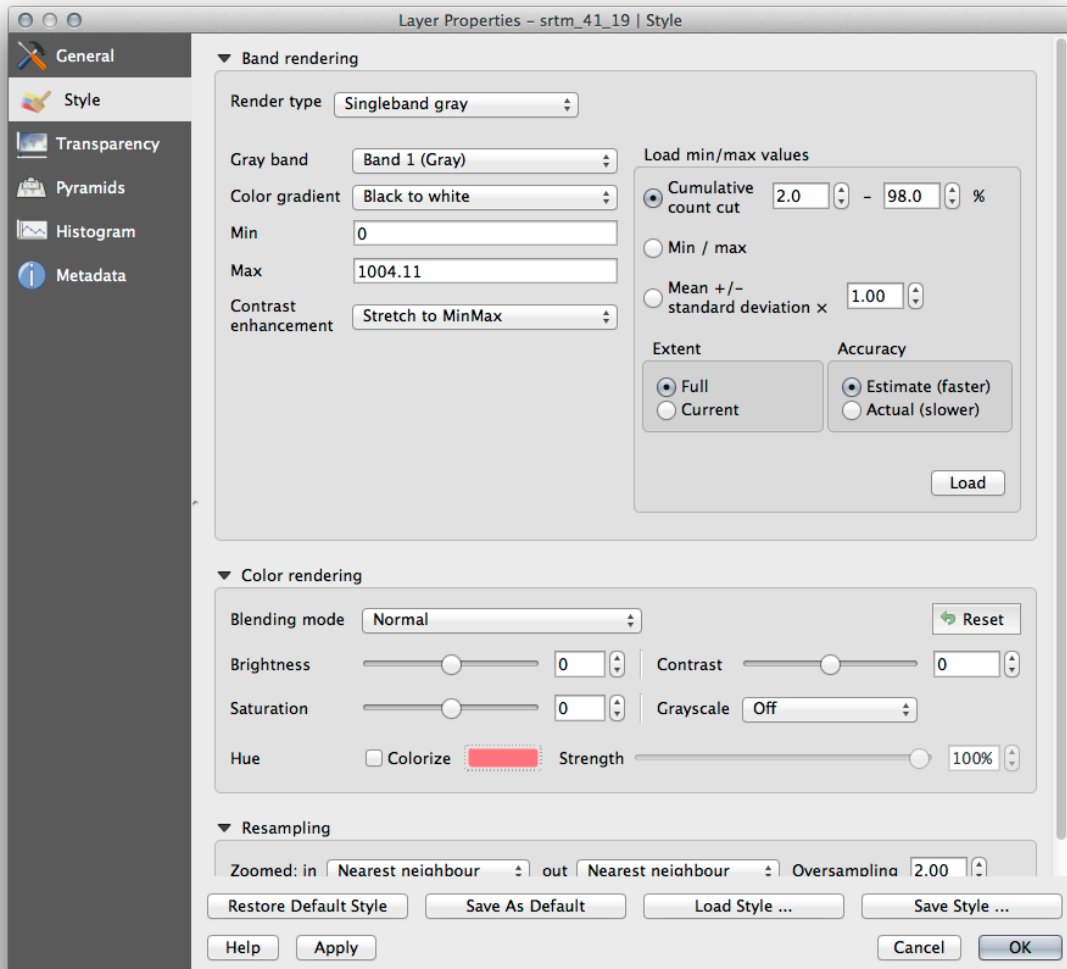 Layer Properties – srtm_41_19 | Style
General
Style
Transparency
Pyramids
Histogram
Metadata
Band rendering
Render type Singleband gray
Gray band Band 1 (Gray)
Color gradient Black to white
Min 0
Max 1004.11
Contrast
enhancement Stretch to MinMax
Load min/max values
Cumulative
count cut 2.0 – 98.0 %
Min / max
Mean +/-
standard deviation × 1.00
Extent
Full
Current
Accuracy
Estimate (faster)
Actual (slower)
Load
Color rendering
Blending mode Normal Reset
Brightness 0 Contrast 0
Saturation 0 Grayscale Off
Hue Colorize Strength 100%
Resampling
Zoomed: in Nearest neighbour out Nearest neighbour Oversampling 2.00
Restore Default Style Save As Default Load Style ... Save Style ...
Help Apply Cancel OK